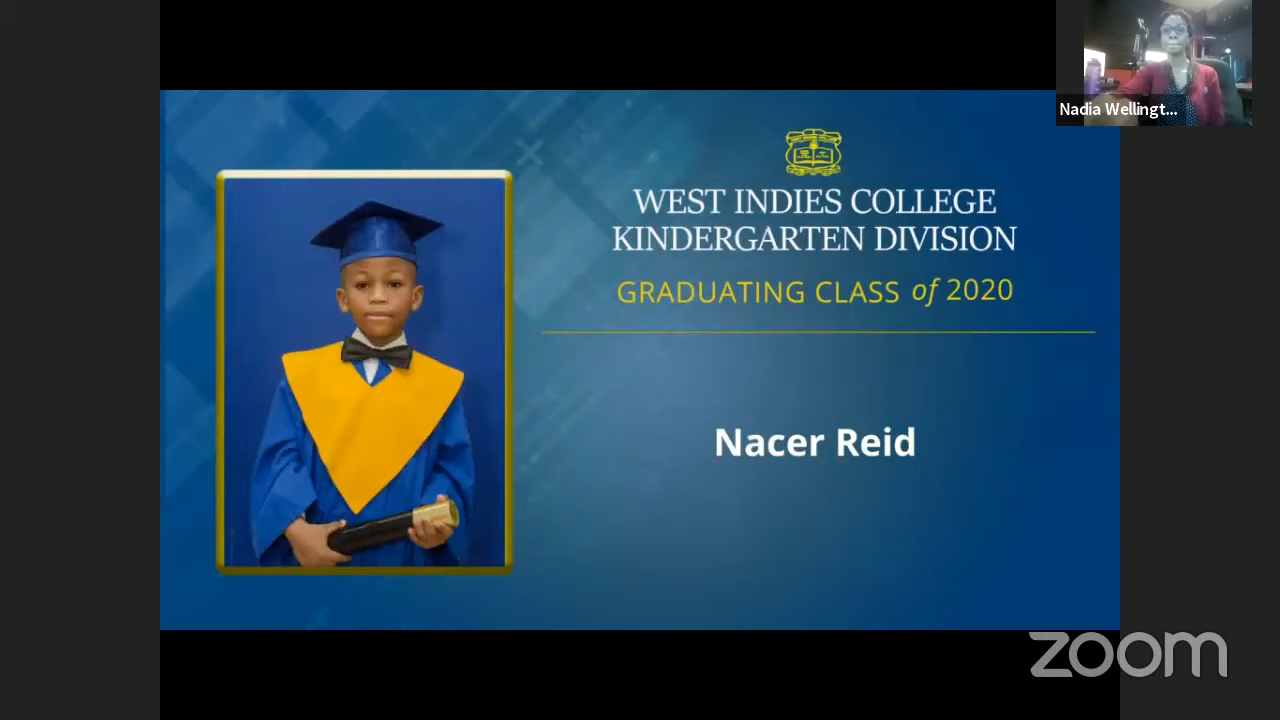 Nadia Wellingt...
WEST INDIES COLLEGE
KINDERGARTEN DIVISION
GRADUATING CLASS of 2020
Nacer Reid
zoom